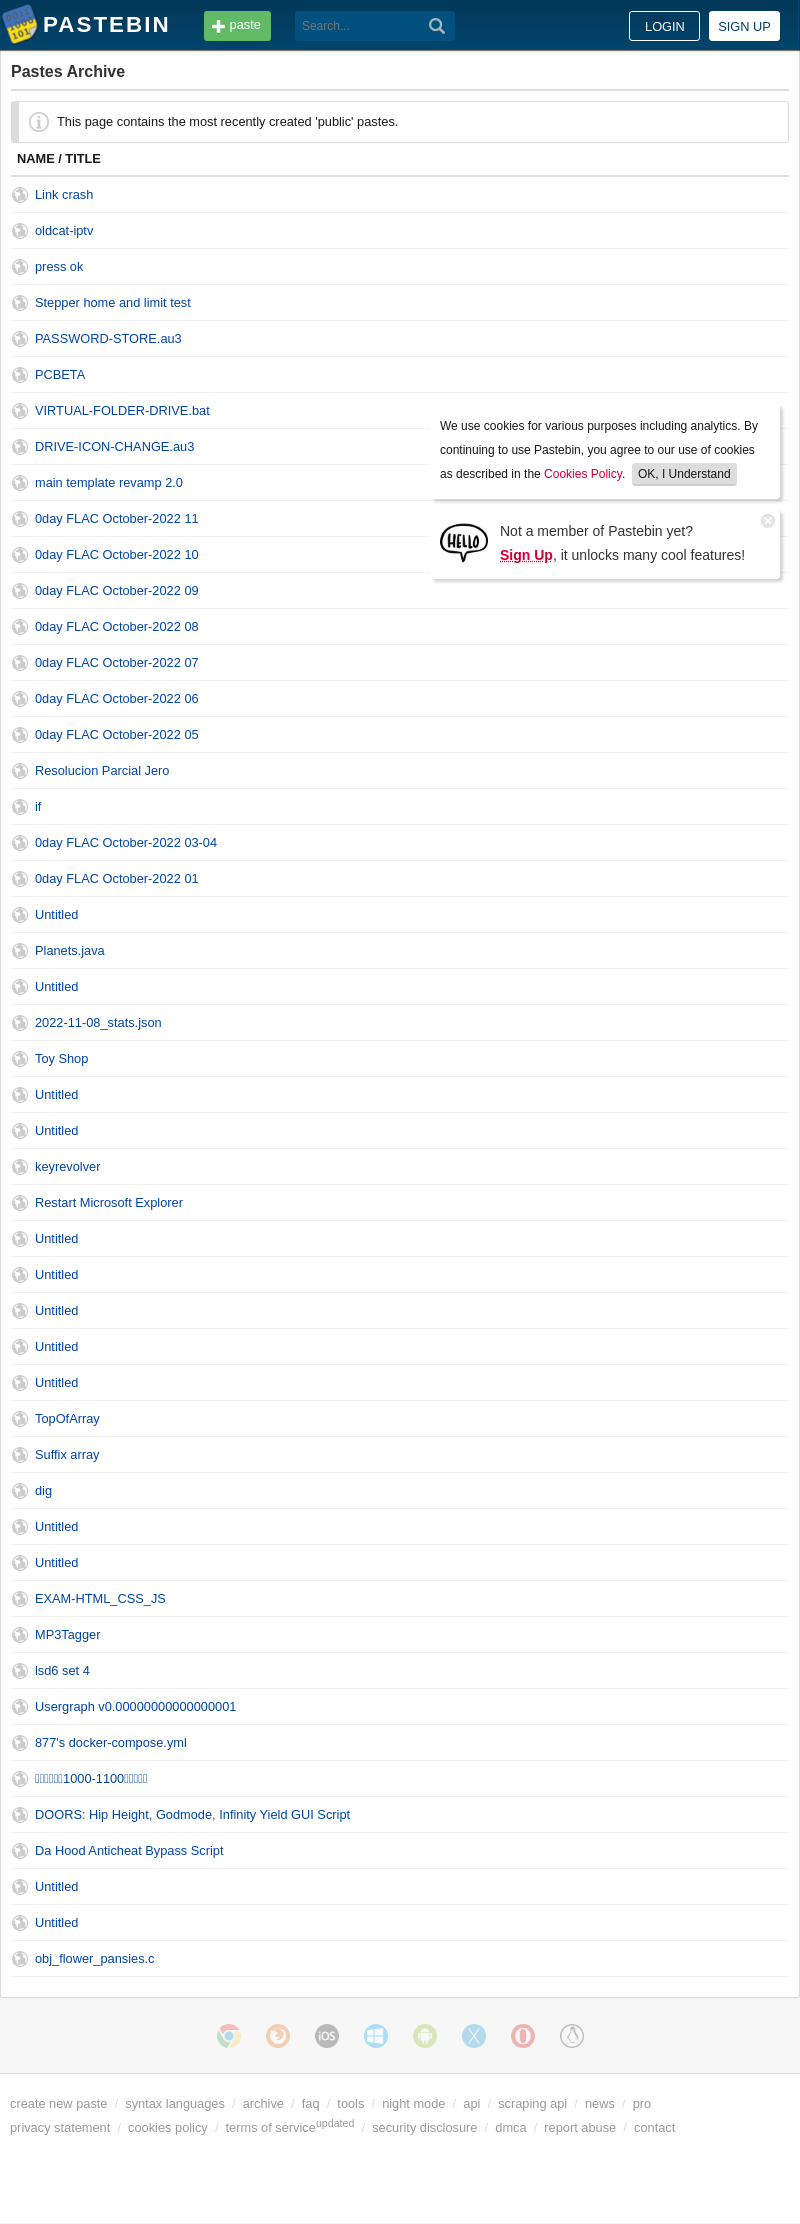 PASTEBIN
paste
Search...
LOGIN
SIGN UP
Pastes Archive
This page contains the most recently created 'public' pastes.
NAME / TITLE
Link crash
oldcat-iptv
press ok
Stepper home and limit test
PASSWORD-STORE.au3
PCBETA
VIRTUAL-FOLDER-DRIVE.bat
DRIVE-ICON-CHANGE.au3
main template revamp 2.0
0day FLAC October-2022 11
0day FLAC October-2022 10
0day FLAC October-2022 09
0day FLAC October-2022 08
0day FLAC October-2022 07
0day FLAC October-2022 06
0day FLAC October-2022 05
Resolucion Parcial Jero
if
0day FLAC October-2022 03-04
0day FLAC October-2022 01
Untitled
Planets.java
Untitled
2022-11-08_stats.json
Toy Shop
Untitled
Untitled
keyrevolver
Restart Microsoft Explorer
Untitled
Untitled
Untitled
Untitled
Untitled
TopOfArray
Suffix array
dig
Untitled
Untitled
EXAM-HTML_CSS_JS
MP3Tagger
lsd6 set 4
Usergraph v0.00000000000000001
877's docker-compose.yml
1000-1100
DOORS: Hip Height, Godmode, Infinity Yield GUI Script
Da Hood Anticheat Bypass Script
Untitled
Untitled
obj_flower_pansies.c
We use cookies for various purposes including analytics. By
continuing to use Pastebin, you agree to our use of cookies
as described in the Cookies Policy. OK, I Understand
HELLO
Not a member of Pastebin yet?
Sign Up, it unlocks many cool features!
iOS
create new paste / syntax languages / archive / faq / tools / night mode / api / scraping api / news / pro
privacy statement / cookies policy / terms of service updated / security disclosure / dmca / report abuse / contact